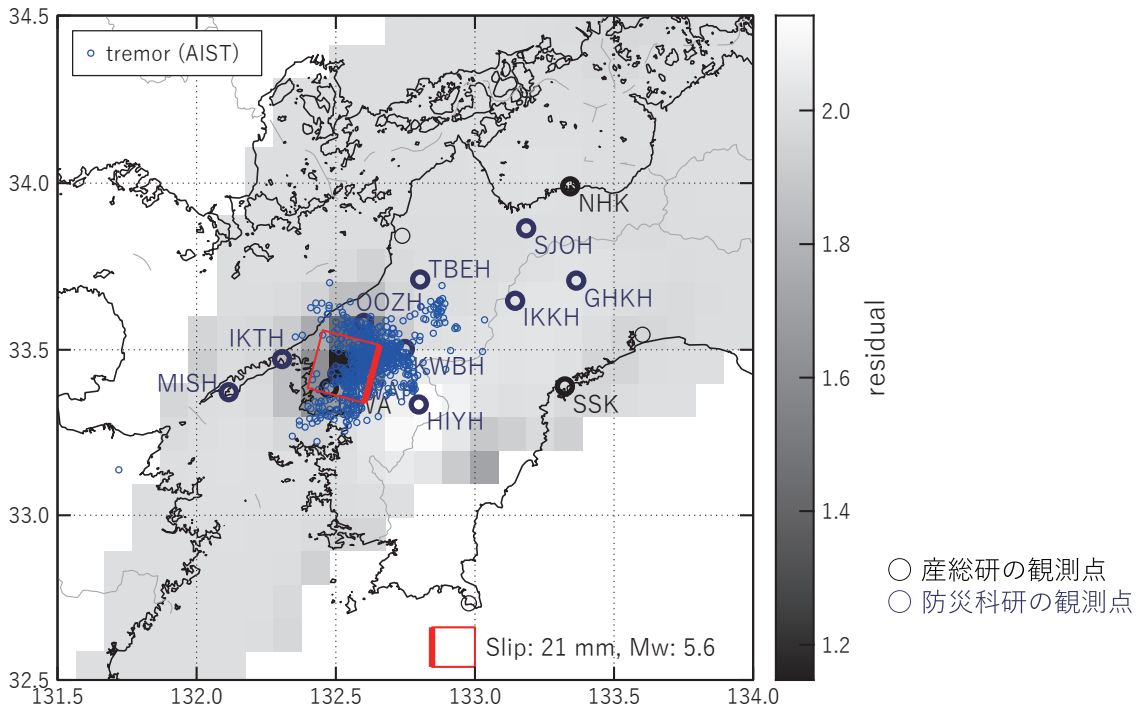 34.5
34.0
33.5
33.0
32.5
131.5
132.0
132.5
133.0
133.5
134.0
tremor (AIST)
NHK
SJOH
TBEH
GHKH
OOZH
IKKH
IKTH
KWBH
MISH
SSK
HIYH
Slip: 21 mm, Mw: 5.6
2.0
1.8
1.6
1.4
1.2
residual
産総研の観測点
防災科研の観測点